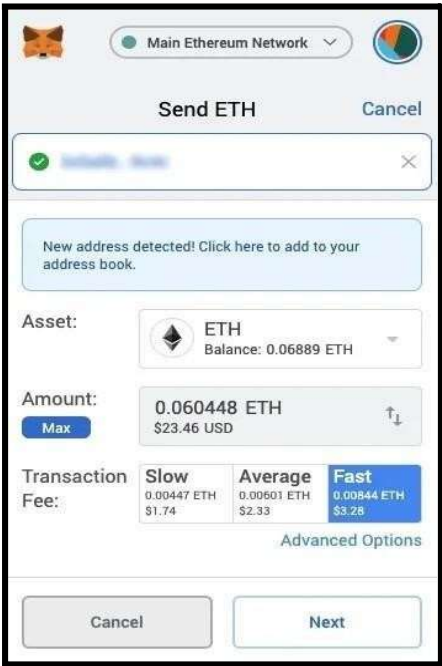 Main Ethereum Network
Send ETH
Cancel
New address detected! Click here to add to your
address book.
Asset:
ETH
Balance: 0.06889 ETH
Amount:
Max
0.060448 ETH
$23.46 USD
Transaction
Fee:
Slow
0.00447 ETH
$1.74
Average
0.00601 ETH
$2.33
Fast
0.00844 ETH
$3.28
Advanced Options
Cancel
Next